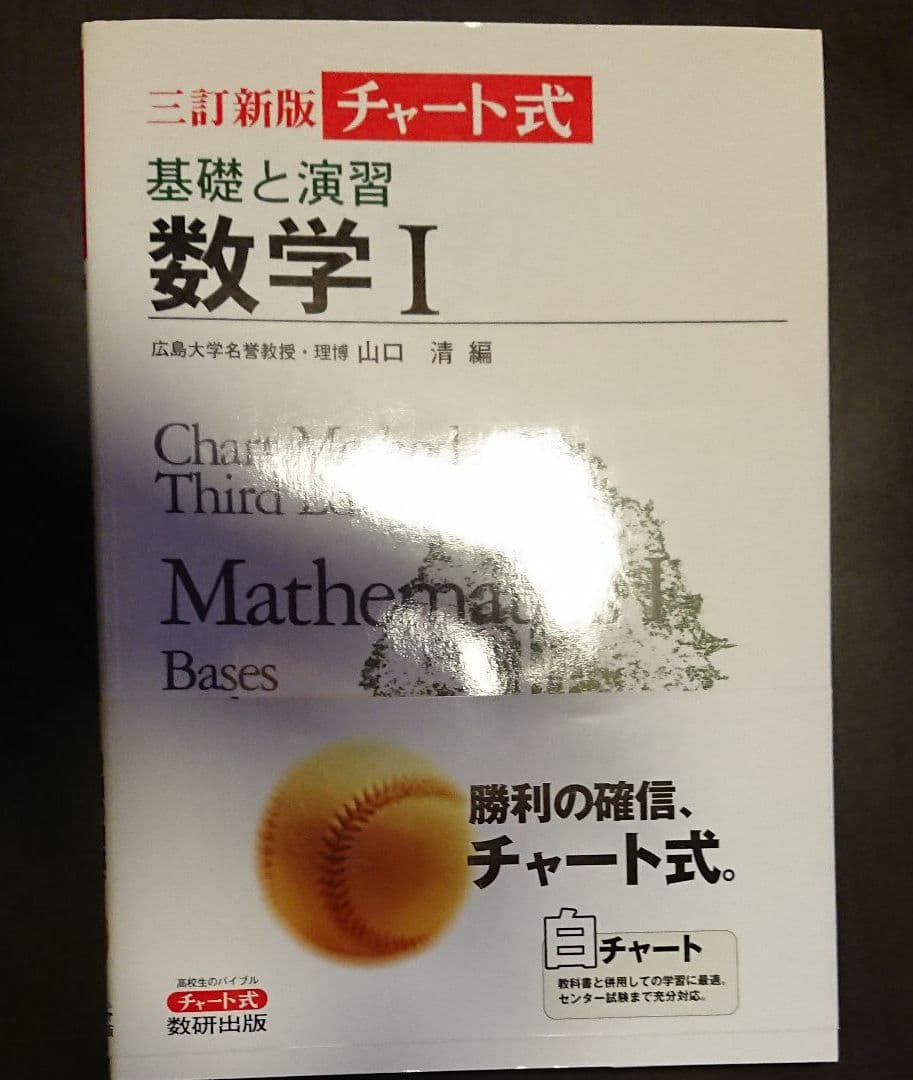 三訂新版 チャート式
基礎と演習
数学I
広島大学名誉教授・理博 山口 清 編
Third
Bases
勝利の確信、
チャート式。
白チャート
教科書と併用しての学習に最適。
センター試験まで充分対応。
高校生のバイブル
チャート式
数研出版